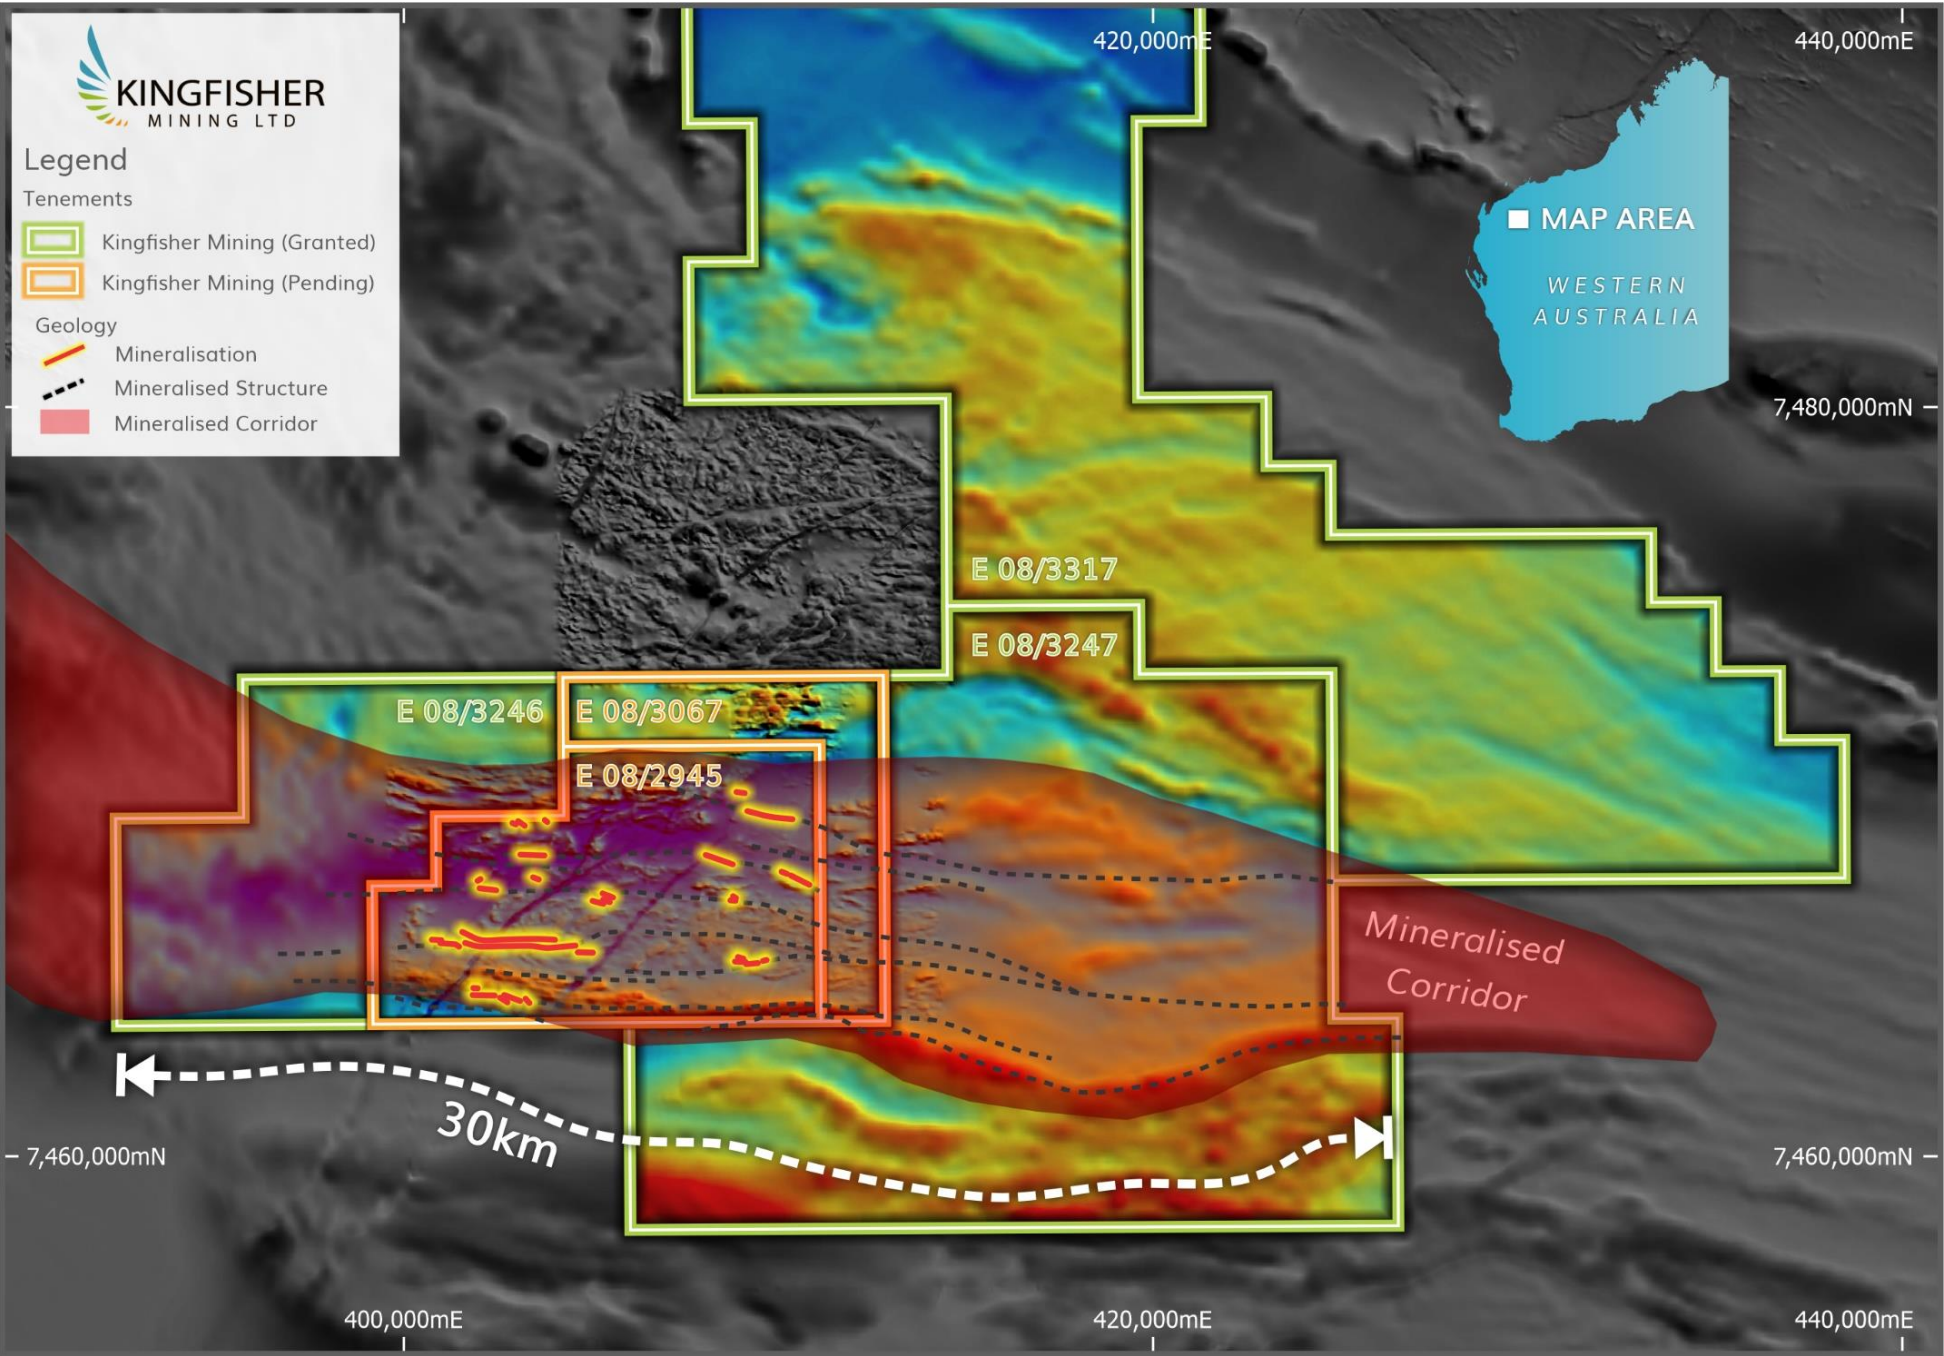 KINGFISHER
MINING LTD
Legend
Tenements
Kingfisher Mining (Granted)
Kingfisher Mining (Pending)
Geology
Mineralisation
Mineralised Structure
Mineralised Corridor
420,000mE
440,000mE
MAP AREA
WESTERN
AUSTRALIA
7,480,000mN
E 08/3317
E 08/3247
E 08/3246
E 08/3067
E 08/2945
Mineralised
Corridor
30km
7,460,000mN
7,460,000mN
400,000mE
420,000mE
440,000mE